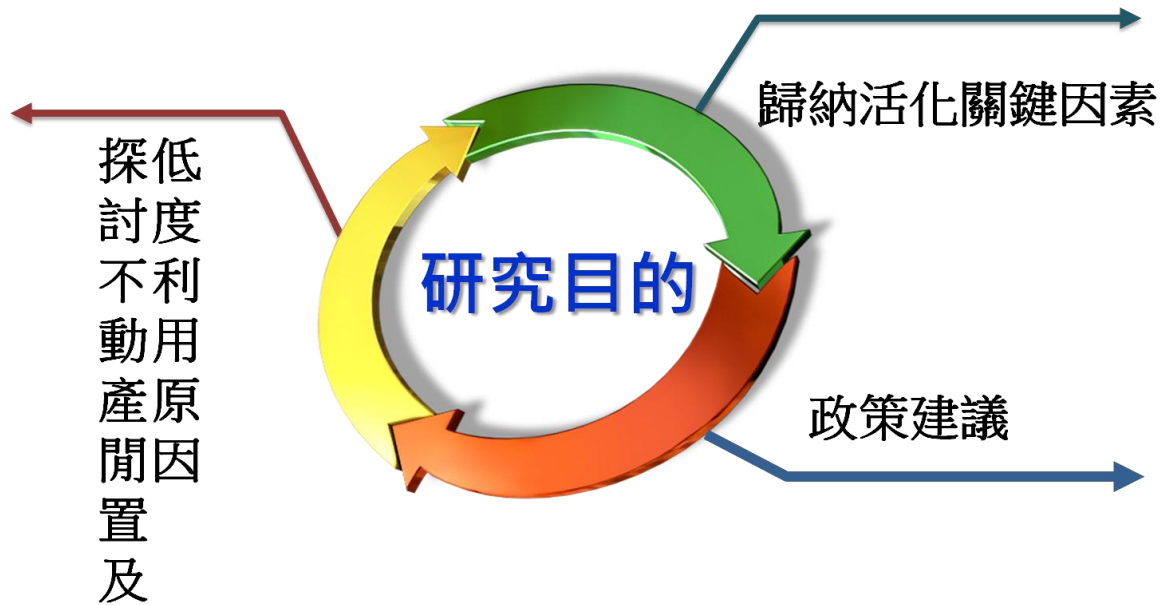 歸納活化關鍵因素
探討不動產閒置及
低度利用原因
研究目的
政策建議